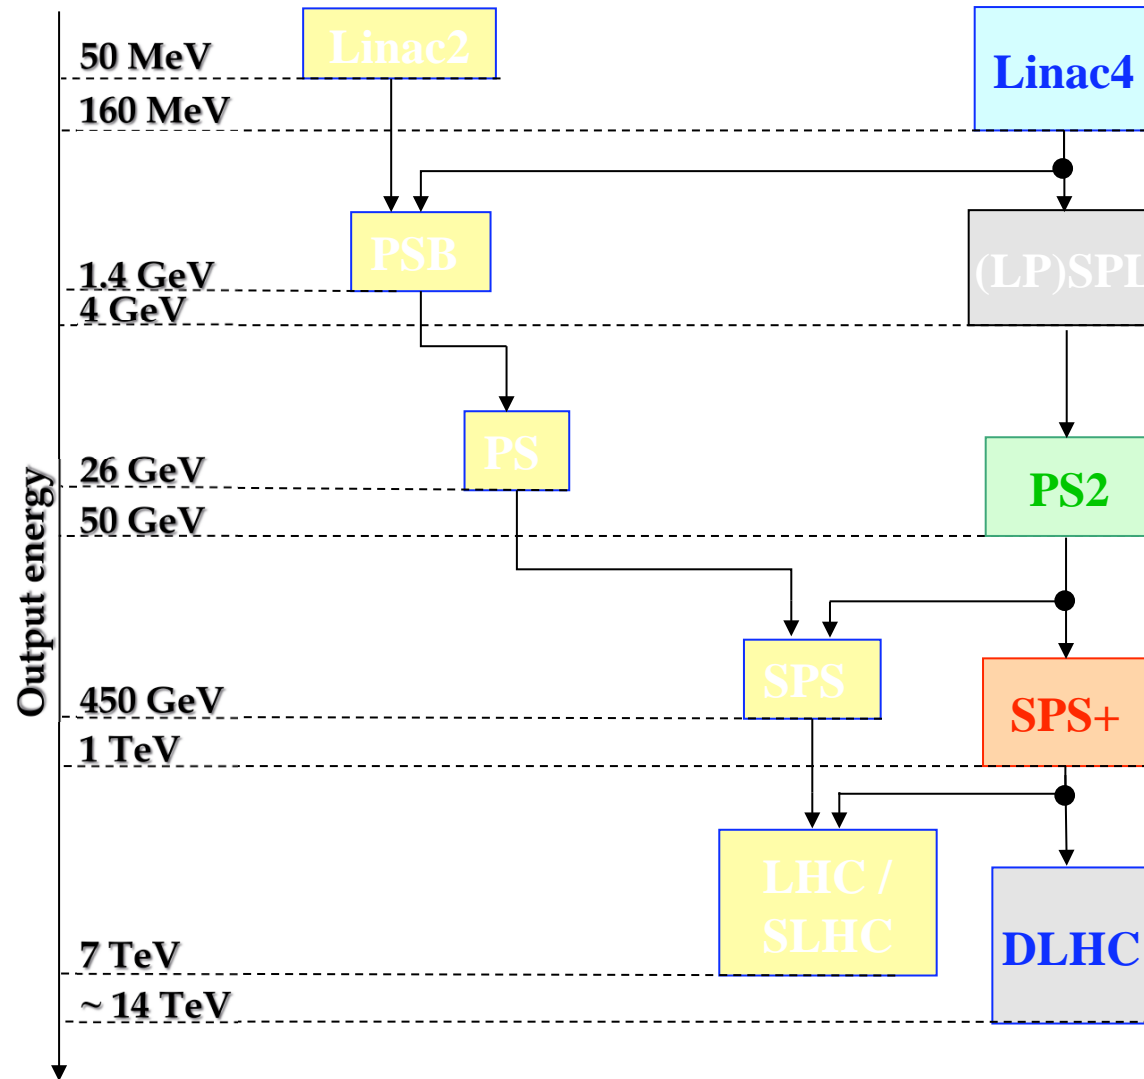 Linac2
50 MeV
Linac4
160 MeV
PSB
(LP)SPL
1.4 GeV
4 GeV
PS
26 GeV
PS2
50 GeV
Output energy
SPS
450 GeV
SPS+
1 TeV
LHC /
SLHC
DLHC
7 TeV
~ 14 TeV